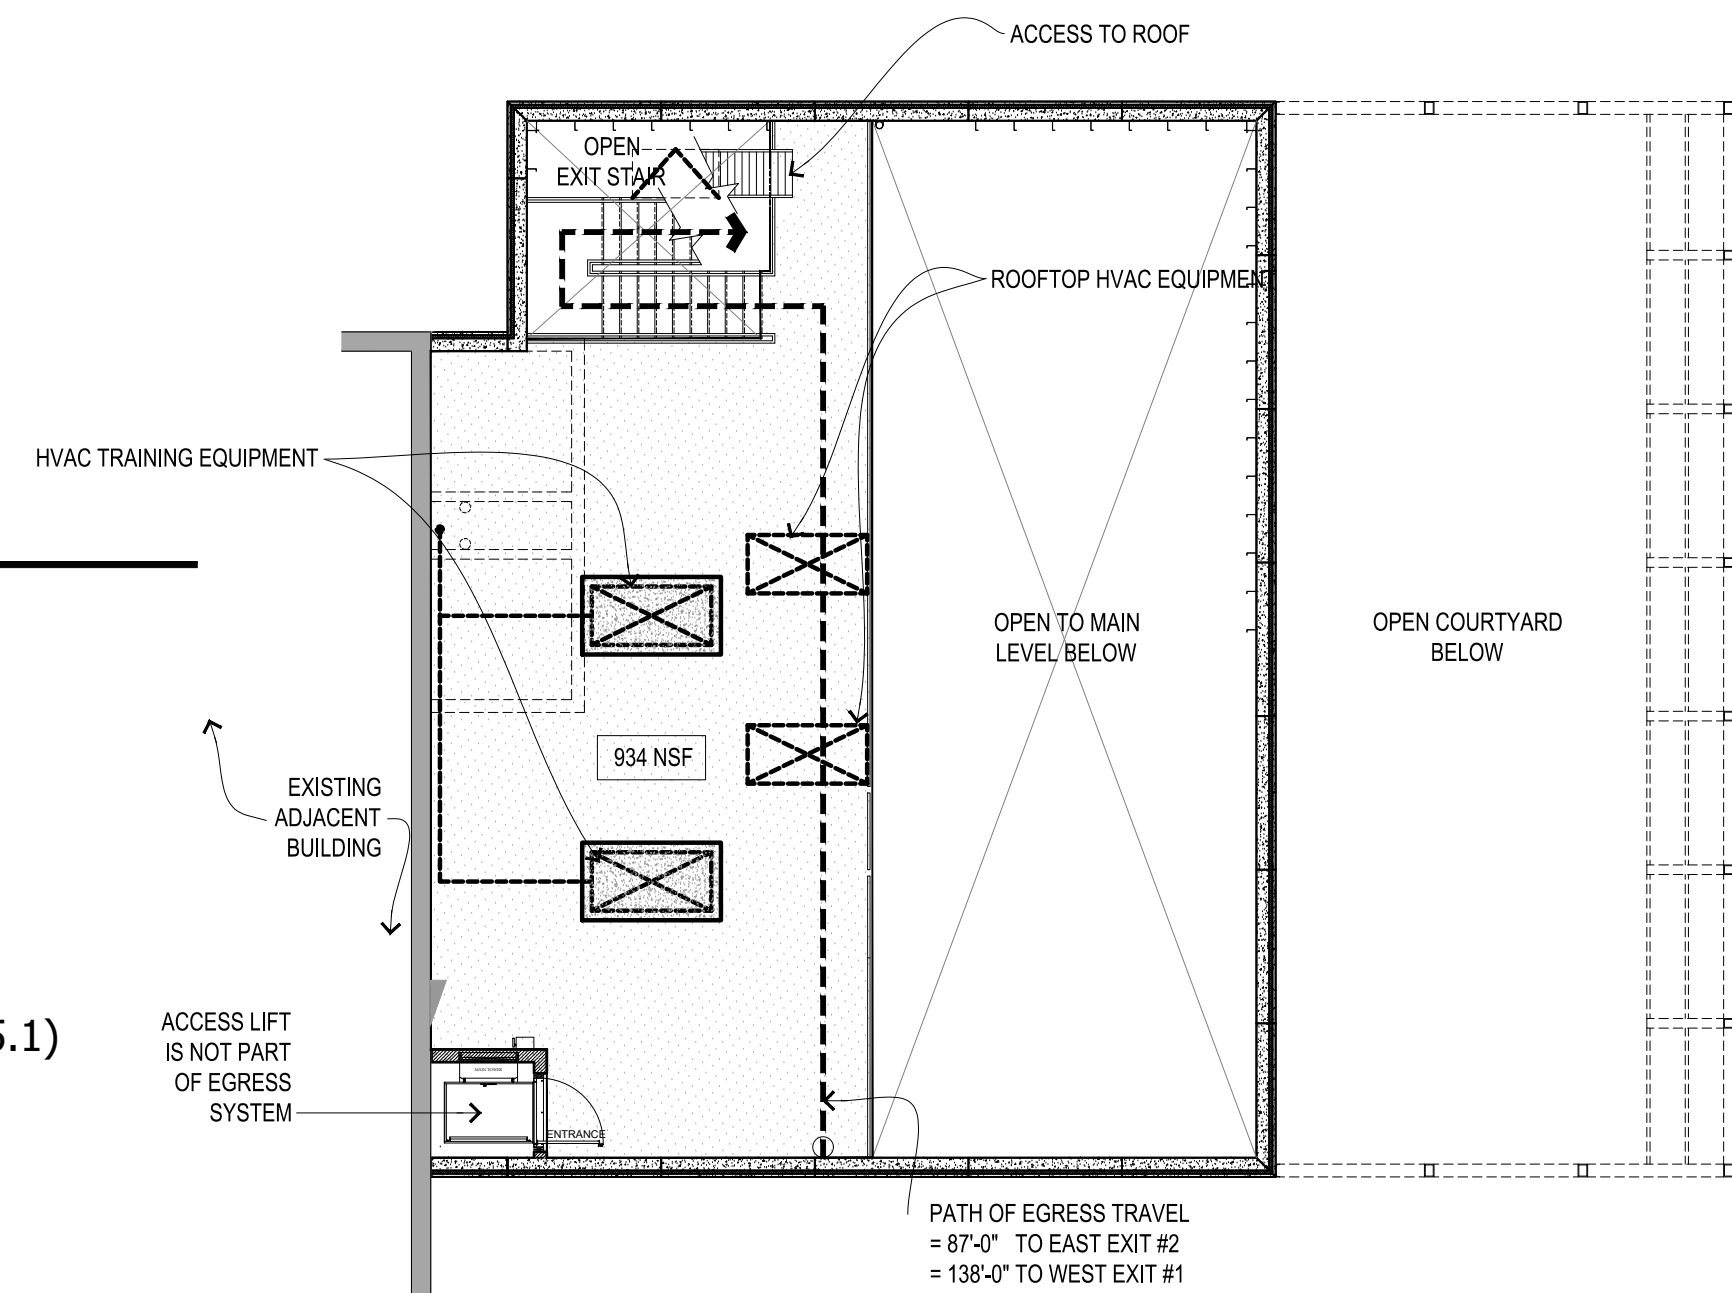 ACCESS TO ROOF
OPEN
EXIT STAIR
ROOFTOP HVAC EQUIPMENT
HVAC TRAINING EQUIPMENT
OPEN TO MAIN
LEVEL BELOW
OPEN COURTYARD
BELOW
934 NSF
EXISTING
ADJACENT
BUILDING
5.1)
ACCESS LIFT
IS NOT PART
OF EGRESS
SYSTEM
MAIN TOWER
ENTRANCE
PATH OF EGRESS TRAVEL
= 87'-0" TO EAST EXIT #2
= 138'-0" TO WEST EXIT #1